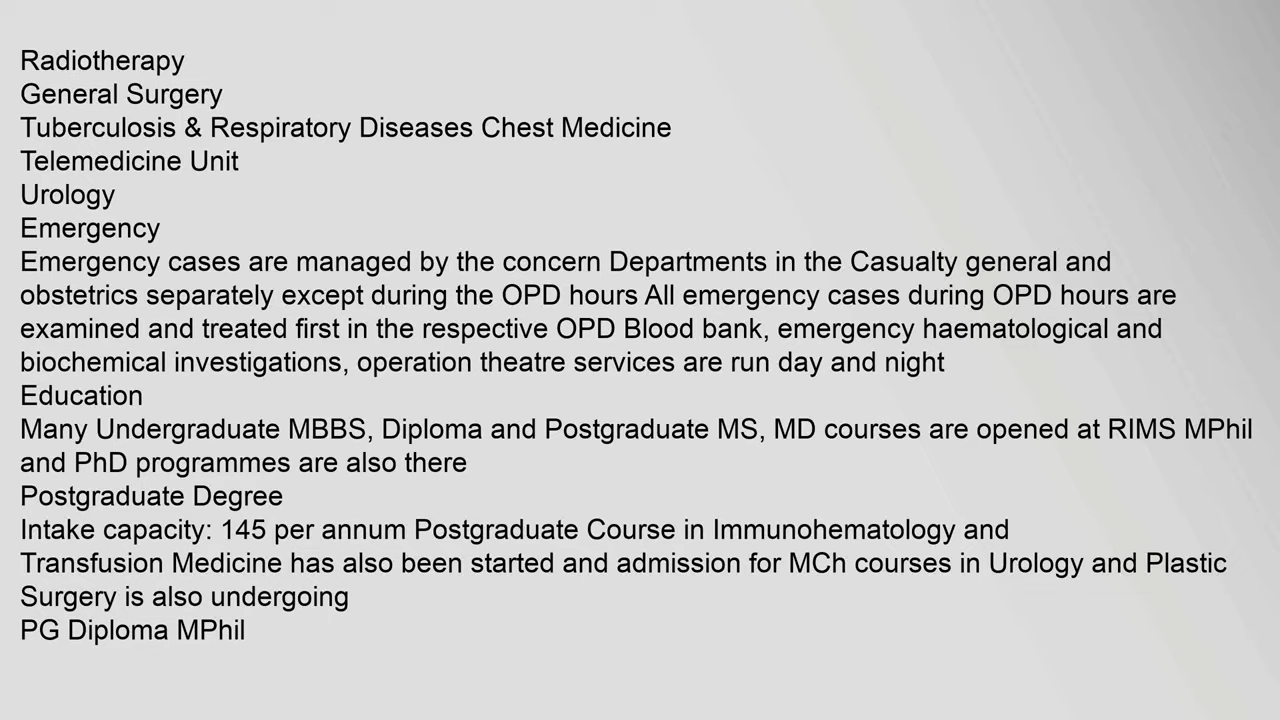 Radiotherapy
General Surgery
Tuberculosis & Respiratory Diseases Chest Medicine
Telemedicine Unit
Urology
Emergency
Emergency cases are managed by the concern Departments in the Casualty general and
obstetrics separately except during the OPD hours All emergency cases during OPD hours are
examined and treated first in the respective OPD Blood bank, emergency haematological and
biochemical investigations, operation theatre services are run day and night
Education
Many Undergraduate MBBS, Diploma and Postgraduate MS, MD courses are opened at RIMS MPhil
and PhD programmes are also there
Postgraduate Degree
Intake capacity: 145 per annum Postgraduate Course in Immunohematology and
Transfusion Medicine has also been started and admission for MCh courses in Urology and Plastic
Surgery is also undergoing
PG Diploma MPhil